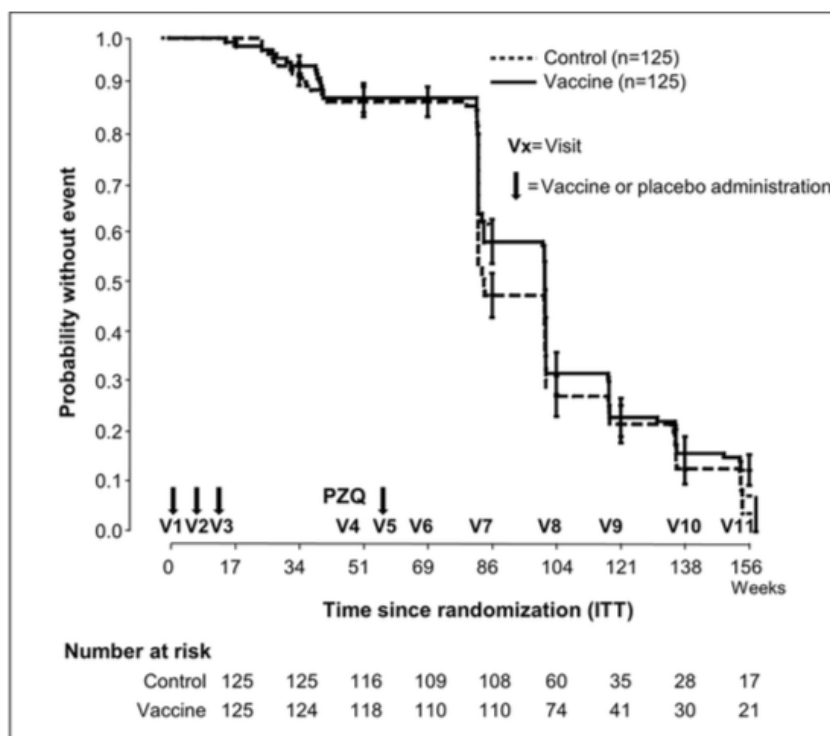 1.0
0.9
0.8
0.7
0.6
0.5
0.4
0.3
0.2
0.1
0.0
Probability without event
Control (n=125)
Vaccine (n=125)
Vx=Visit
=Vaccine or placebo administration
PZQ
V1 V2 V3 V4 V5 V6 V7 V8 V9 V10 V11
0 17 34 51 69 86 104 121 138 156
Weeks
Time since randomization (ITT)
Number at risk
Control 125 125 116 109 108 60 35 28 17
Vaccine 125 124 118 110 110 74 41 30 21